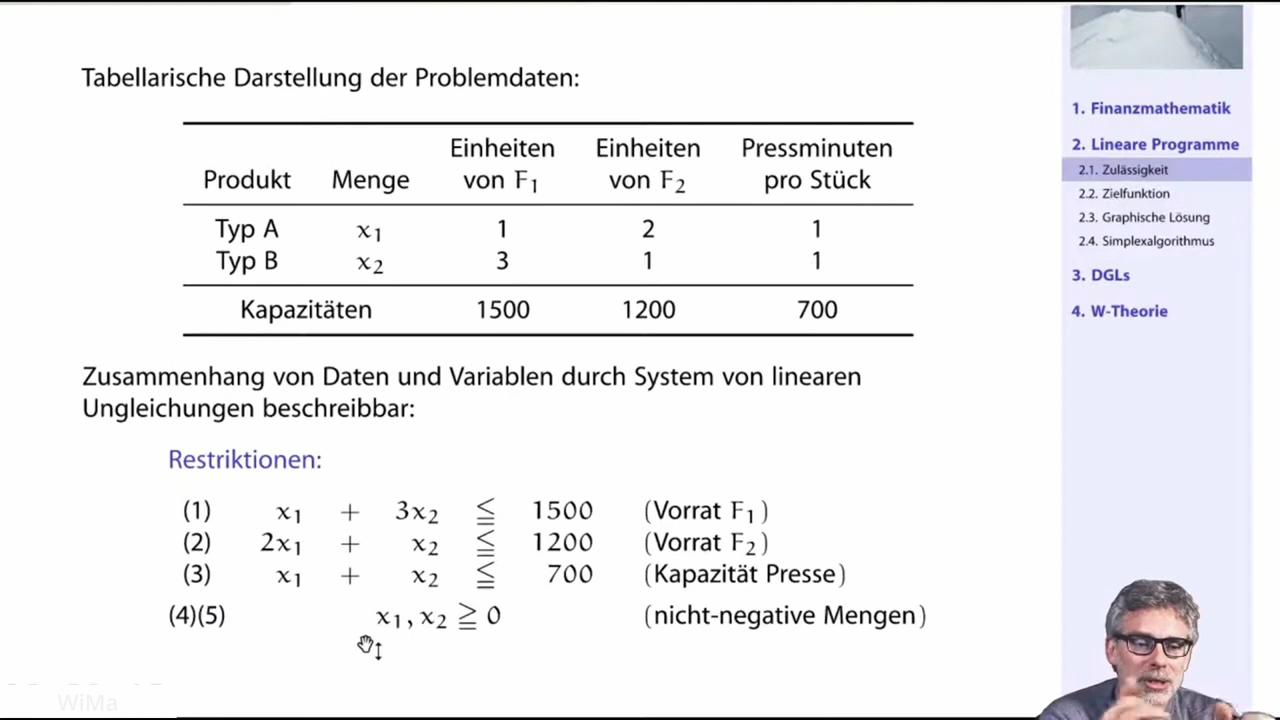 Tabellarische Darstellung der Problemdaten:
Einheiten Einheiten Pressminuten
Produkt Menge von F₁ von F₂ pro Stück
Typ A x₁ 1 2 1
Typ B x₂ 3 1 1
Kapazitäten 1500 1200 700
Zusammenhang von Daten und Variablen durch System von linearen
Ungleichungen beschreibbar:
Restriktionen:
(1) x₁ + 3x₂ ≦ 1500 (Vorrat F₁)
(2) 2x₁ + x₂ ≦ 1200 (Vorrat F₂)
(3) x₁ + x₂ ≦ 700 (Kapazität Presse)
(4)(5) x₁, x₂ ≧ 0 (nicht-negative Mengen)
WiMa
1. Finanzmathematik
2. Lineare Programme
2.1. Zulässigkeit
2.2. Zielfunktion
2.3. Graphische Lösung
2.4. Simplexalgorithmus
3. DGLs
4. W-Theorie